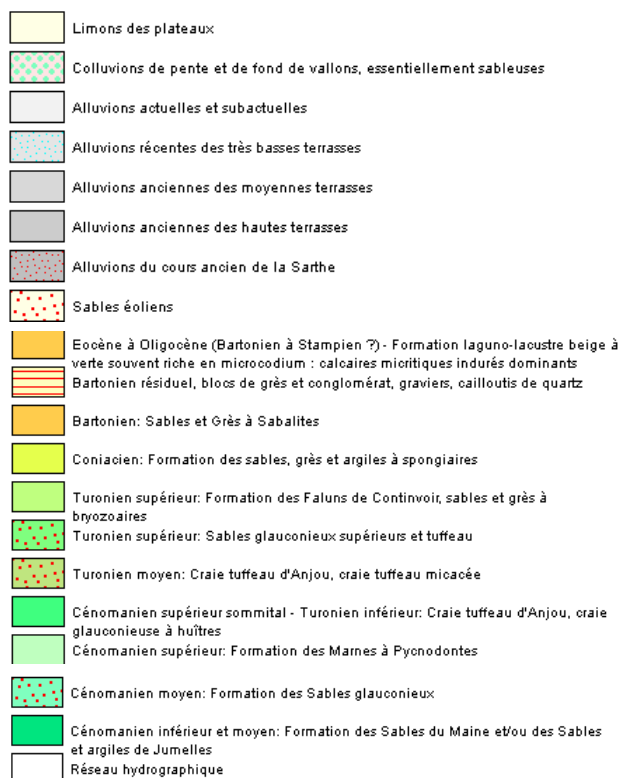 Limons des plateaux
Colluvions de pente et de fond de vallons, essentiellement sableuses
Alluvions actuelles et subactuelles
Alluvions récentes des très basses terrasses
Alluvions anciennes des moyennes terrasses
Alluvions anciennes des hautes terrasses
Alluvions du cours ancien de la Sarthe
Sables éoliens
Eocène à Oligocène (Bartonien à Stampien ?) - Formation laguno-lacustre beige à
verte souvent riche en microcodium : calcaires micritiques indurés dominants
Bartonien résiduel, blocs de grès et conglomérat, graviers, cailloutis de quartz
Bartonien: Sables et Grès à Sabalites
Coniacien: Formation des sables, grès et argiles à spongiaires
Turonien supérieur: Formation des Faluns de Continvoir, sables et grès à
bryozoaires
Turonien supérieur: Sables glauconieux supérieurs et tuffeau
Turonien moyen: Craie tuffeau d'Anjou, craie tuffeau micacée
Cénomanien supérieur sommital - Turonien inférieur: Craie tuffeau d'Anjou, craie
glauconieuse à huîtres
Cénomanien supérieur: Formation des Marnes à Pycnodontes
Cénomanien moyen: Formation des Sables glauconieux
Cénomanien inférieur et moyen: Formation des Sables du Maine et/ou des Sables
et argiles de Jumelles
Réseau hydrographique